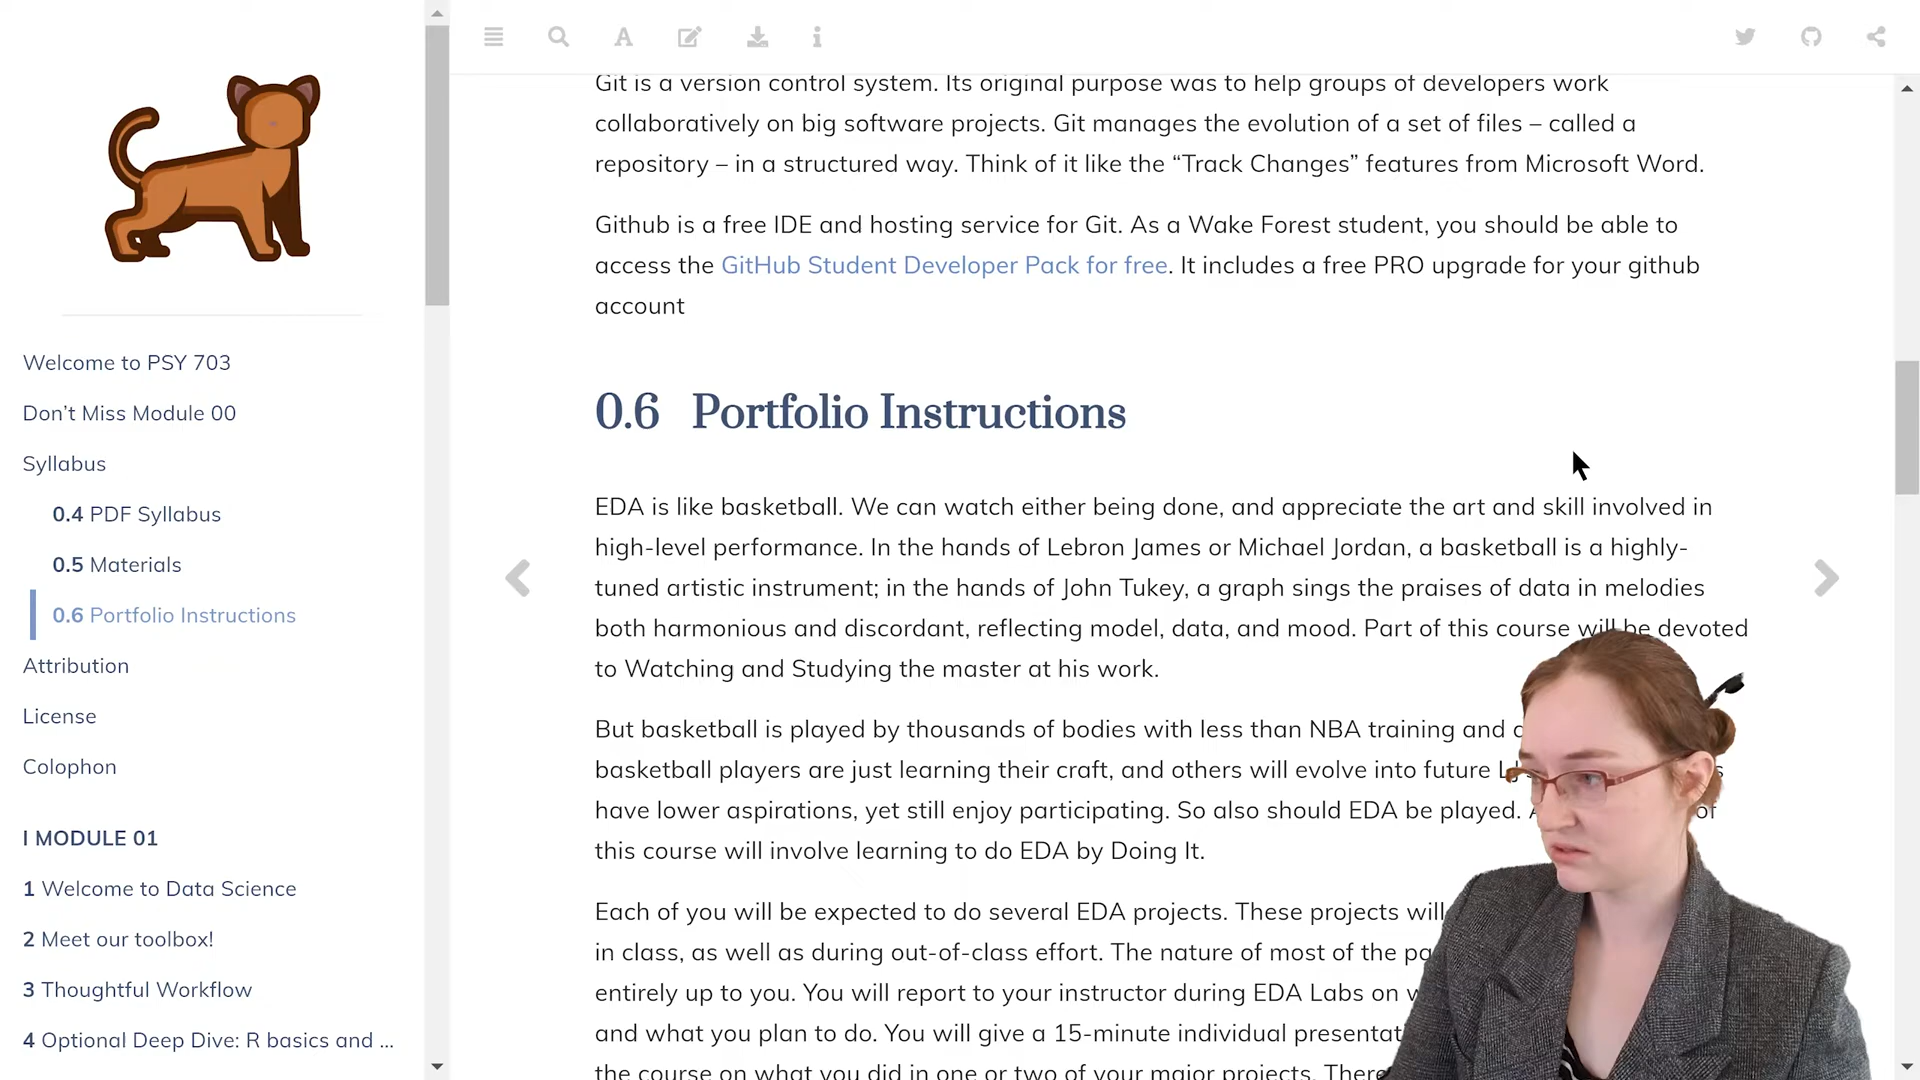 Welcome to PSY 703
Don’t Miss Module 00
Syllabus
0.4 PDF Syllabus
0.5 Materials
0.6 Portfolio Instructions
Attribution
License
Colophon
I MODULE 01
1 Welcome to Data Science
2 Meet our toolbox!
3 Thoughtful Workflow
4 Optional Deep Dive: R basics and ...
Git is a version control system. Its original purpose was to help groups of developers work
collaboratively on big software projects. Git manages the evolution of a set of files – called a
repository – in a structured way. Think of it like the “Track Changes” features from Microsoft Word.
Github is a free IDE and hosting service for Git. As a Wake Forest student, you should be able to
access the GitHub Student Developer Pack for free. It includes a free PRO upgrade for your github
account
0.6 Portfolio Instructions
EDA is like basketball. We can watch either being done, and appreciate the art and skill involved in
high-level performance. In the hands of Lebron James or Michael Jordan, a basketball is a highly-
tuned artistic instrument; in the hands of John Tukey, a graph sings the praises of data in melodies
both harmonious and discordant, reflecting model, data, and mood. Part of this course will be devoted
to Watching and Studying the master at his work.
But basketball is played by thousands of bodies with less than NBA training and
basketball players are just learning their craft, and others will evolve into future
have lower aspirations, yet still enjoy participating. So also should EDA be played. of
this course will involve learning to do EDA by Doing It.
Each of you will be expected to do several EDA projects. These projects will
in class, as well as during out-of-class effort. The nature of most of the
entirely up to you. You will report to your instructor during EDA Labs on
and what you plan to do. You will give a 15-minute individual
the course on what you did in one or two of your major projects.